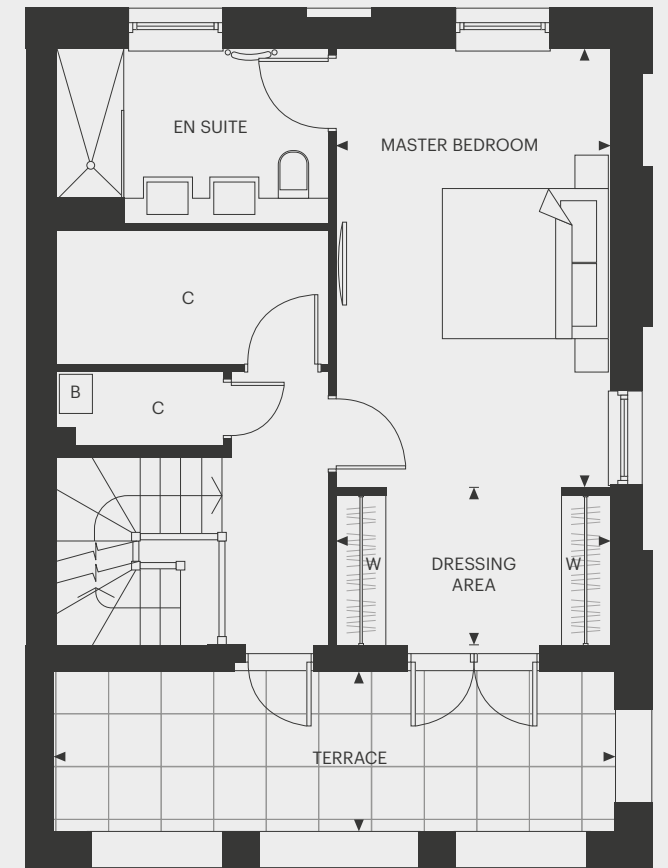 EN SUITE
MASTER BEDROOM
C
B
C
W
DRESSING
AREA
W
TERRACE